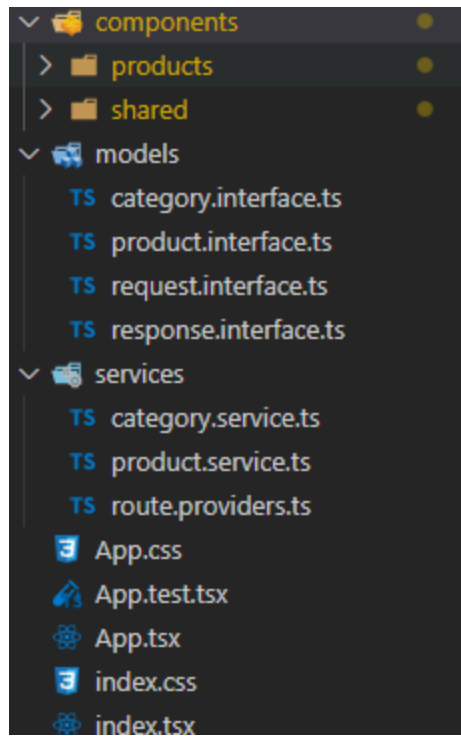 components
products
shared
models
TS category.interface.ts
TS product.interface.ts
TS request.interface.ts
TS response.interface.ts
services
TS category.service.ts
TS product.service.ts
TS route.providers.ts
App.css
App.test.tsx
App.tsx
index.css
index.tsx